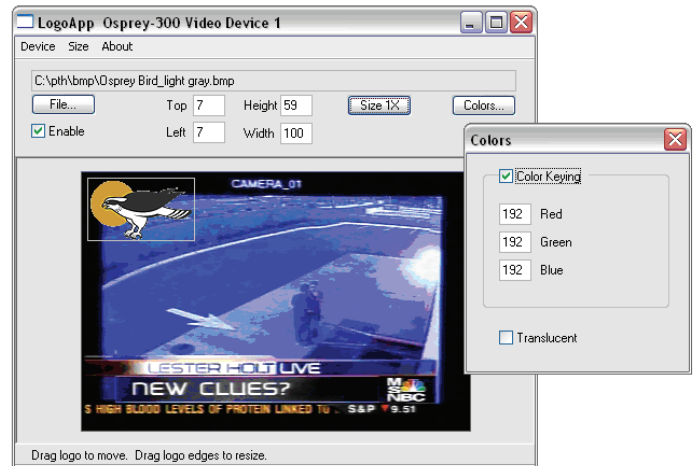 LogoApp Osprey-300 Video Device 1
Device Size About
C:\pth\bmp\Osprey Bird_light gray.bmp
File... Top 7 Height 59 Size 1X Colors...
Enable Left 7 Width 100
Colors
Color Keying
192 Red
192 Green
192 Blue
Translucent
CAMERA_01
LESTER HOLT LIVE
NEW CLUES?
MSNBC
S HIGH BLOOD LEVELS OF PROTEIN LINKED TO . S&P ▼9.51
Drag logo to move. Drag logo edges to resize.